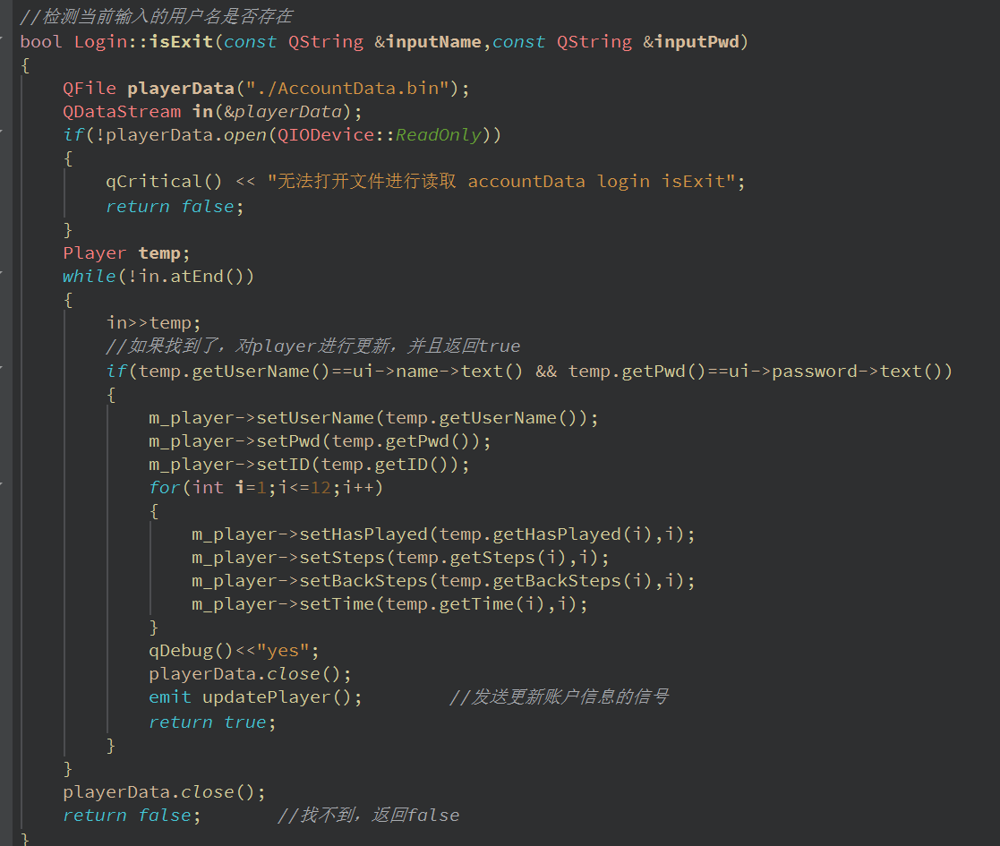 //检测当前输入的用户名是否存在
bool Login::isExit(const QString &inputName,const QString &inputPwd)
{
    QFile playerData("./AccountData.bin");
    QDataStream in(&playerData);
    if(!playerData.open(QIODevice::ReadOnly))
    {
        qCritical() << "无法打开文件进行读取 accountData login isExit";
        return false;
    }
    Player temp;
    while(!in.atEnd())
    {
        in>>temp;
        //如果找到了，对player进行更新，并且返回true
        if(temp.getUserName()==ui->name->text() && temp.getPwd()==ui->password->text())
        {
            m_player->setUserName(temp.getUserName());
            m_player->setPwd(temp.getPwd());
            m_player->setID(temp.getID());
            for(int i=1;i<=12;i++)
            {
                m_player->setHasPlayed(temp.getHasPlayed(i),i);
                m_player->setSteps(temp.getSteps(i),i);
                m_player->setBackSteps(temp.getBackSteps(i),i);
                m_player->setTime(temp.getTime(i),i);
            }
            qDebug()<<"yes";
            playerData.close();
            emit updatePlayer();        //发送更新账户信息的信号
            return true;
        }
    }
    playerData.close();
    return false;       //找不到，返回false
}